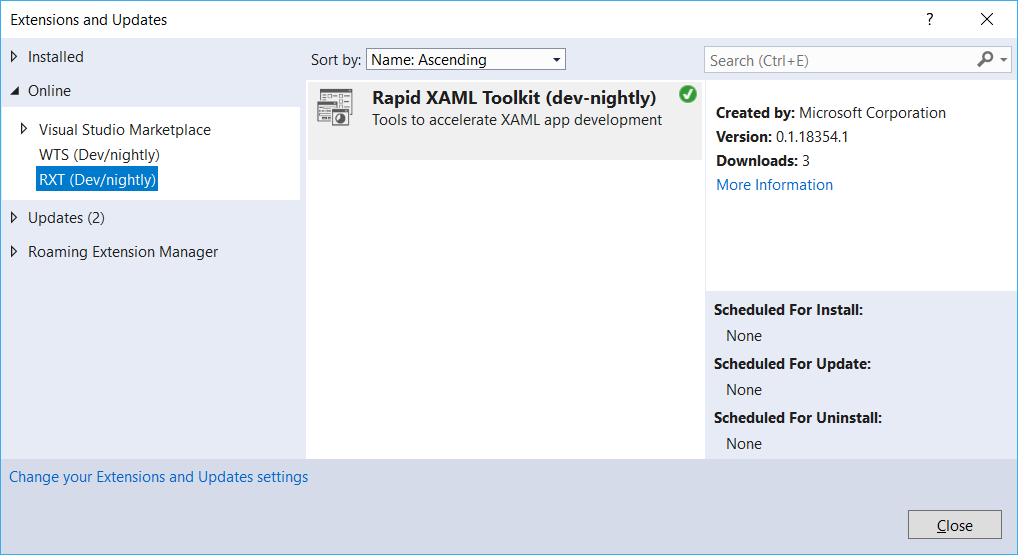 Extensions and Updates
?
Installed
Online
Visual Studio Marketplace
WTS (Dev/nightly)
RXT (Dev/nightly)
Updates (2)
Roaming Extension Manager
Sort by: Name: Ascending
Rapid XAML Toolkit (dev-nightly)
Tools to accelerate XAML app development
Search (Ctrl+E)
Created by: Microsoft Corporation
Version: 0.1.18354.1
Downloads: 3
More Information
Scheduled For Install:
None
Scheduled For Update:
None
Scheduled For Uninstall:
None
Change your Extensions and Updates settings
Close